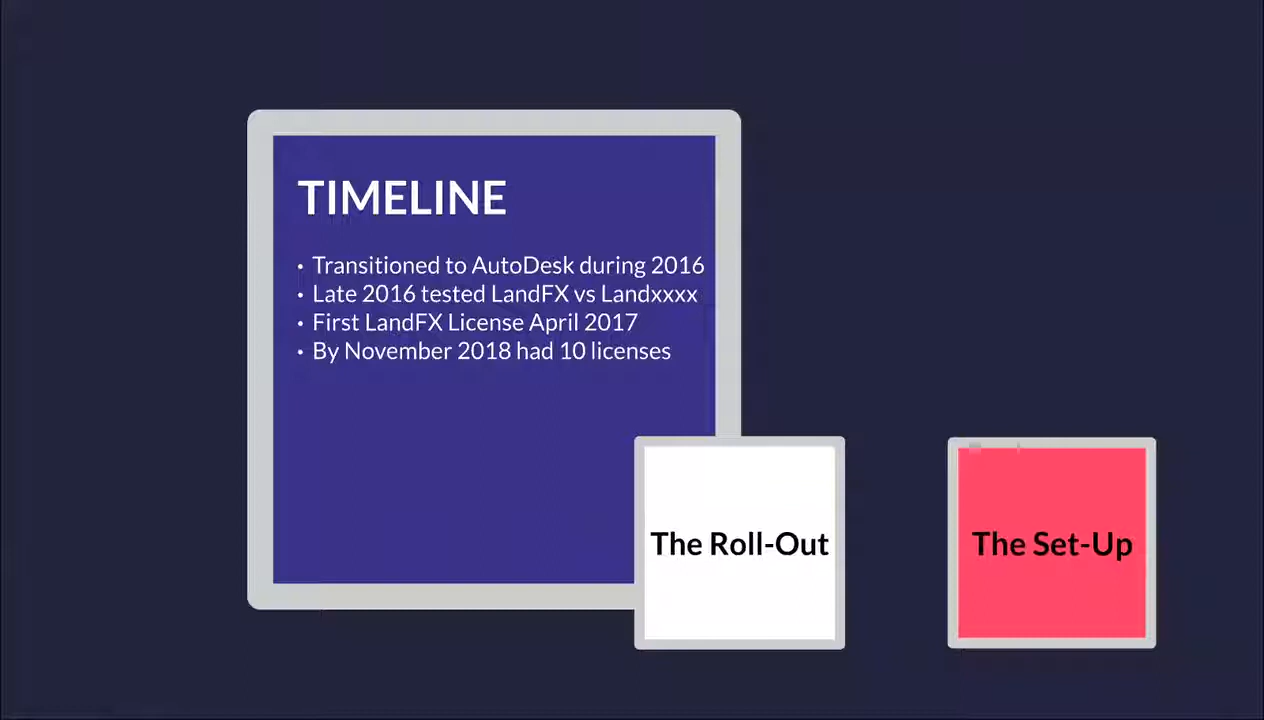 TIMELINE
• Transitioned to AutoDesk during 2016
• Late 2016 tested LandFX vs Landxxxx
• First LandFX License April 2017
• By November 2018 had 10 licenses
The Roll-Out
The Set-Up